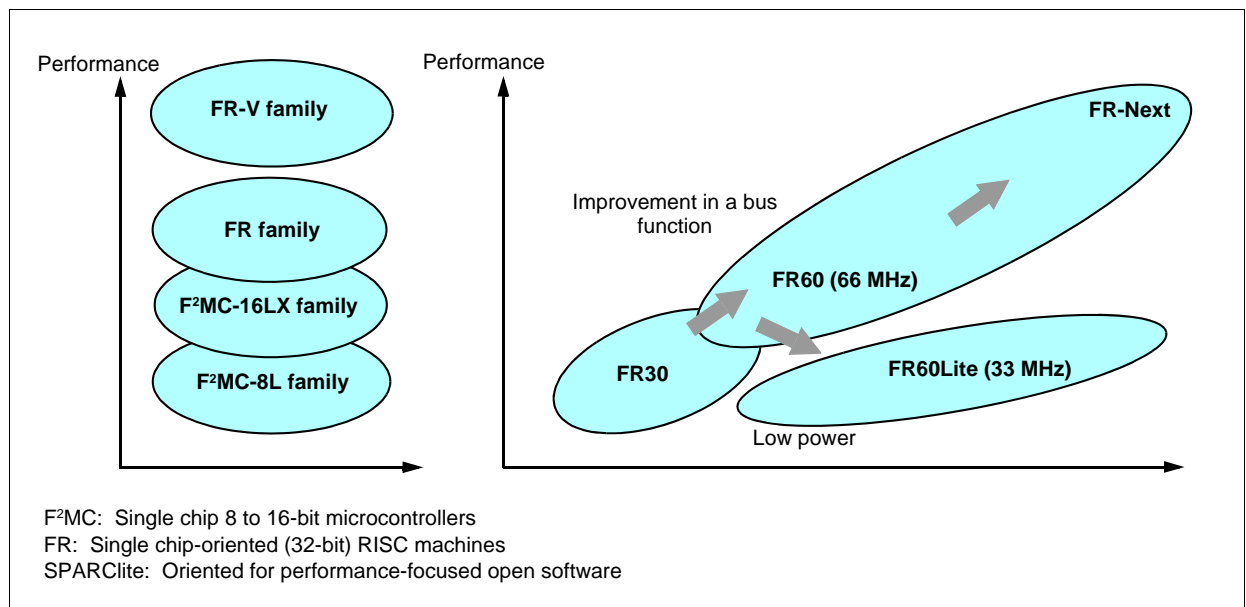 Performance
FR-V family
FR family
F²MC-16LX family
F²MC-8L family
Performance
FR-Next
Improvement in a bus
function
FR60 (66 MHz)
FR30
FR60Lite (33 MHz)
Low power
F²MC: Single chip 8 to 16-bit microcontrollers
FR: Single chip-oriented (32-bit) RISC machines
SPARClite: Oriented for performance-focused open software